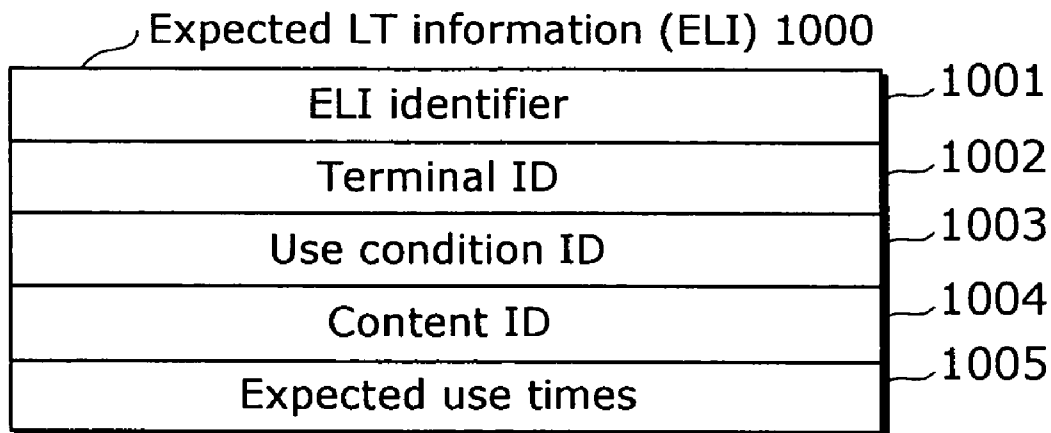 Expected LT information (ELI) 1000
ELI identifier 1001
Terminal ID 1002
Use condition ID 1003
Content ID 1004
Expected use times 1005